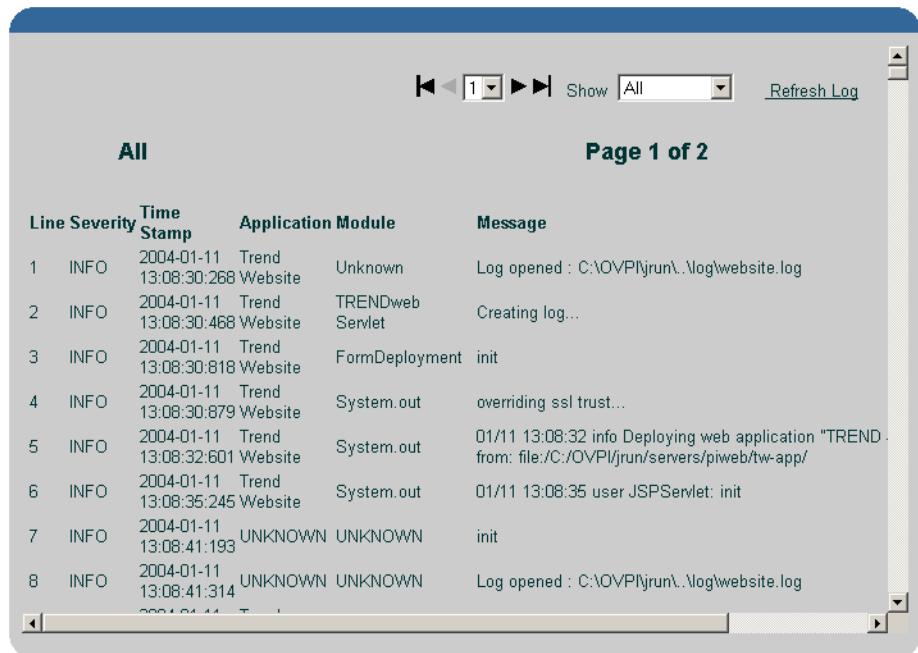 1 Show All Refresh Log
All Page 1 of 2
Line Severity Time Stamp Application Module Message
1 INFO 2004-01-11 13:08:30:268 Trend Website Unknown Log opened : C:\OVPI\jrun\..\log\website.log
2 INFO 2004-01-11 13:08:30:468 Trend Website TRENDweb Servlet Creating log...
3 INFO 2004-01-11 13:08:30:818 Trend Website FormDeployment init
4 INFO 2004-01-11 13:08:30:879 Trend Website System.out overriding ssl trust...
5 INFO 2004-01-11 13:08:32:601 Trend Website System.out 01/11 13:08:32 info Deploying web application "TREND from: file:/C:/OVPI/jrun/servers/piweb/tw-app/
6 INFO 2004-01-11 13:08:35:245 Trend Website System.out 01/11 13:08:35 user JSPServlet: init
7 INFO 2004-01-11 13:08:41:193 UNKNOWN UNKNOWN init
8 INFO 2004-01-11 13:08:41:314 UNKNOWN UNKNOWN Log opened : C:\OVPI\jrun\..\log\website.log